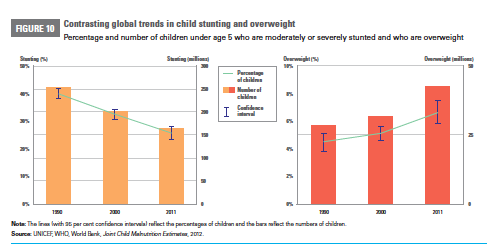 FIGURE 10
Contrasting global trends in child stunting and overweight
Percentage and number of children under age 5 who are moderately or severely stunted and who are overweight
Stunting (%)
Stunting (millions)
50%
40%
30%
20%
10%
0%
300
250
200
150
100
50
0
1990
2000
2011
Percentage
of children
Number of
children
Confidence
interval
Overweight (%)
Overweight (millions)
10%
8%
6%
4%
2%
0%
50
25
0
1990
2000
2011
Note: The lines (with 95 per cent confidence intervals) reflect the percentages of children and the bars reflect the numbers of children.
Source: UNICEF, WHO, World Bank, Joint Child Malnutrition Estimates, 2012.